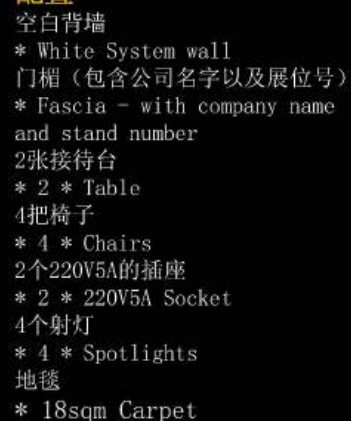 配置
空白背墙
* White System wall
门楣（包含公司名字以及展位号）
* Fascia - with company name
and stand number
2张接待台
* 2 * Table
4把椅子
* 4 * Chairs
2个220V5A的插座
* 2 * 220V5A Socket
4个射灯
* 4 * Spotlights
地毯
* 18sqm Carpet